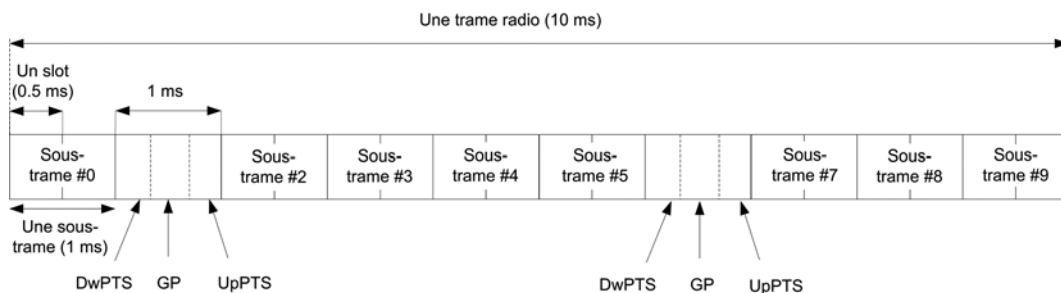 Une trame radio (10 ms)
Un slot
(0.5 ms)
1 ms
Sous-
trame #0
Sous-
trame #2
Sous-
trame #3
Sous-
trame #4
Sous-
trame #5
Sous-
trame #7
Sous-
trame #8
Sous-
trame #9
Une sous-
trame (1 ms)
DwPTS
GP
UpPTS
DwPTS
GP
UpPTS